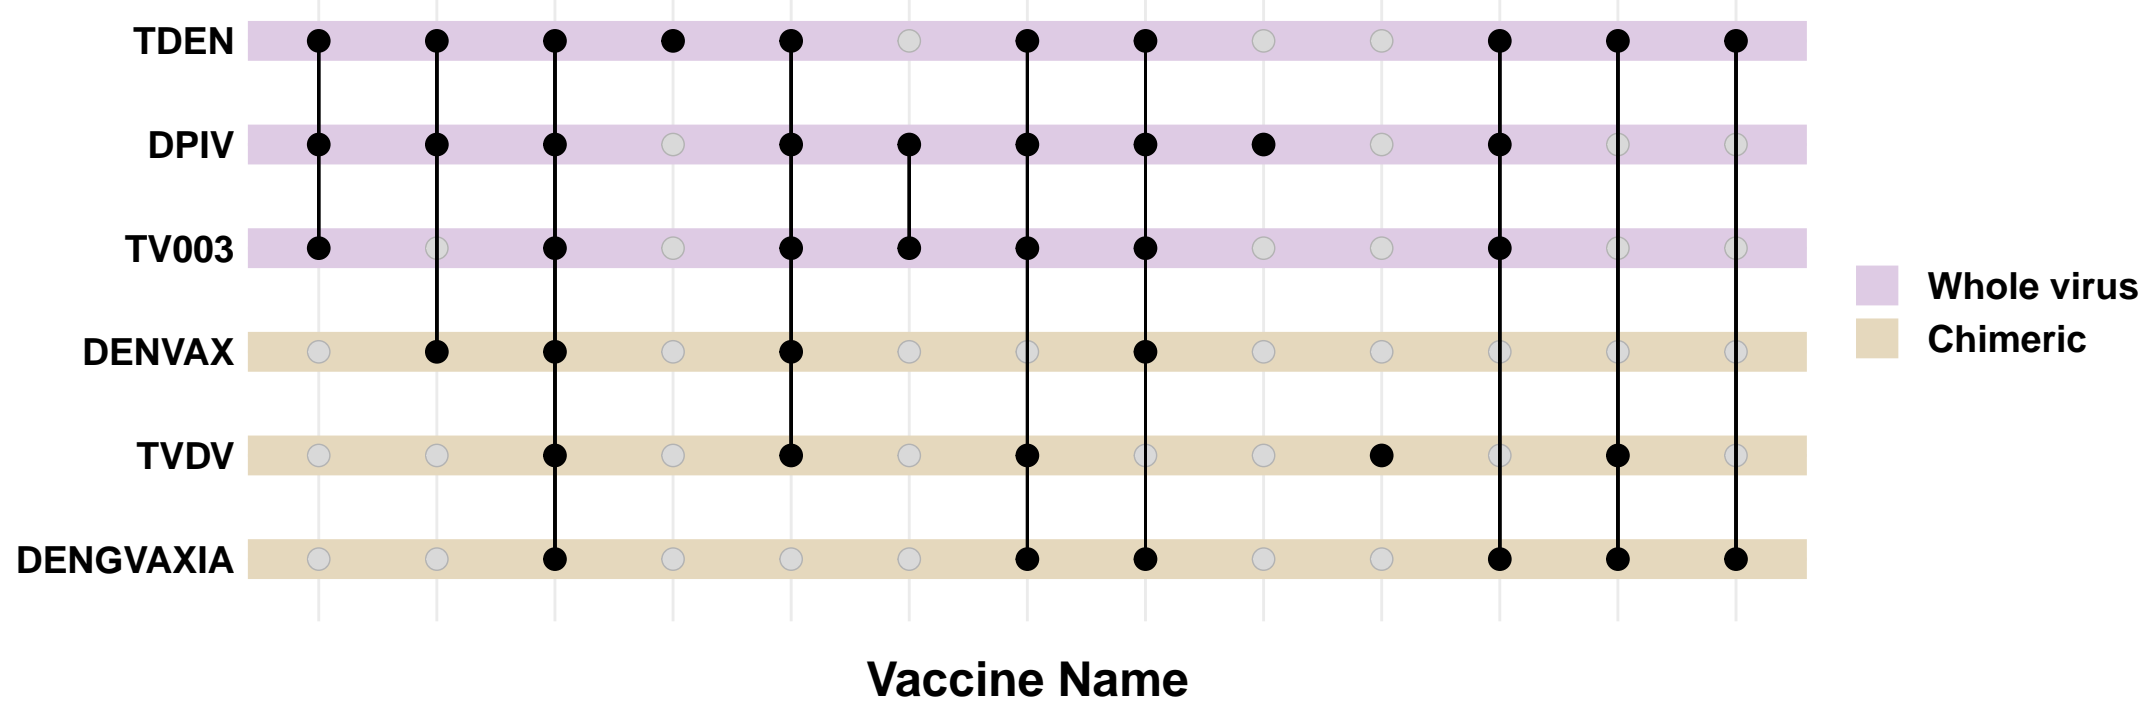 TDEN
DPIV
TV003
DENVAX
TVDV
DENGVAXIA
Whole virus
Chimeric
Vaccine Name